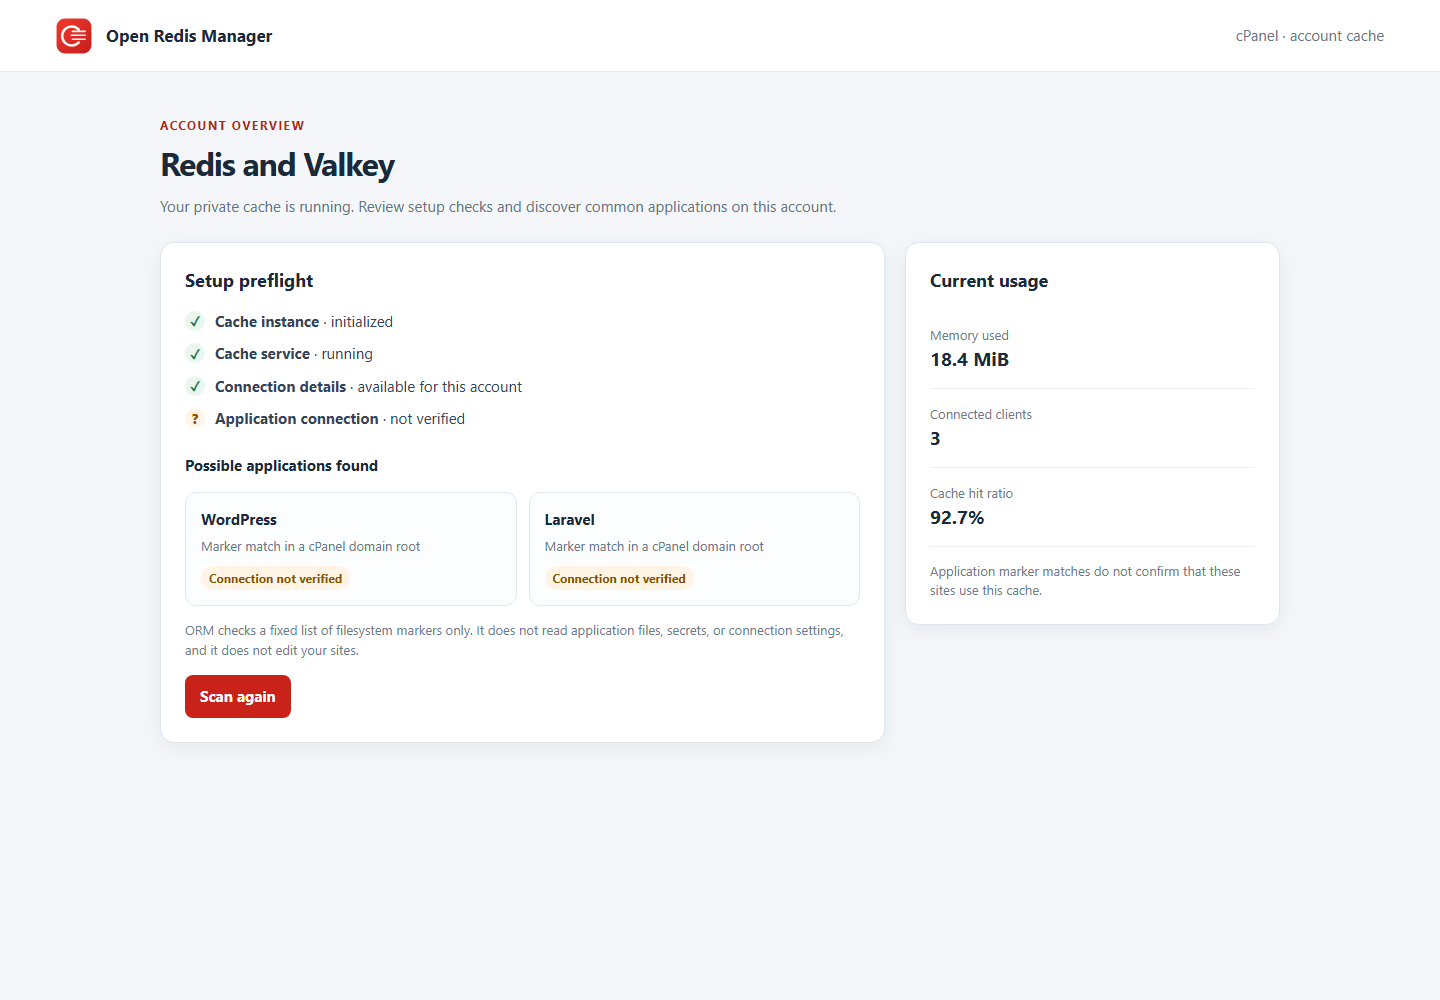 Open Redis Manager
cPanel · account cache
ACCOUNT OVERVIEW
Redis and Valkey
Your private cache is running. Review setup checks and discover common applications on this account.
Setup preflight
✓ Cache instance · initialized
✓ Cache service · running
✓ Connection details · available for this account
? Application connection · not verified
Possible applications found
WordPress
Marker match in a cPanel domain root
Connection not verified
Laravel
Marker match in a cPanel domain root
Connection not verified
ORM checks a fixed list of filesystem markers only. It does not read application files, secrets, or connection settings,
and it does not edit your sites.
Scan again
Current usage
Memory used
18.4 MiB
Connected clients
3
Cache hit ratio
92.7%
Application marker matches do not confirm that these
sites use this cache.